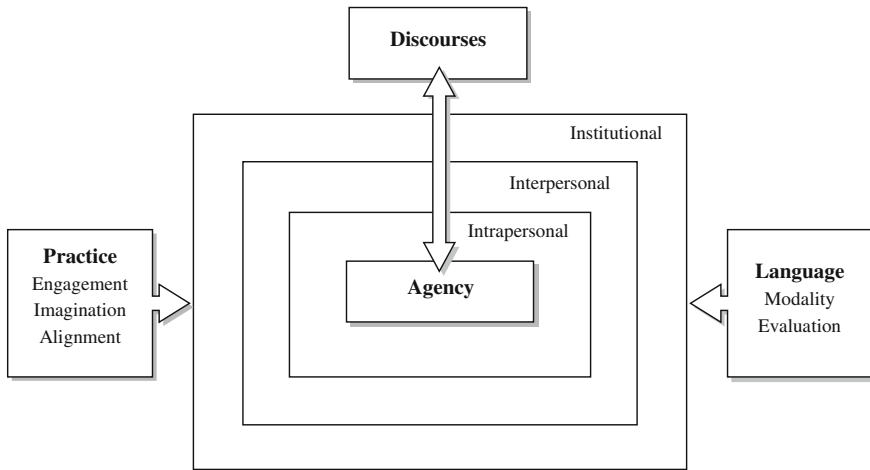 Discourses
Institutional
Interpersonal
Intrapersonal
Agency
Practice
Engagement
Imagination
Alignment
Language
Modality
Evaluation